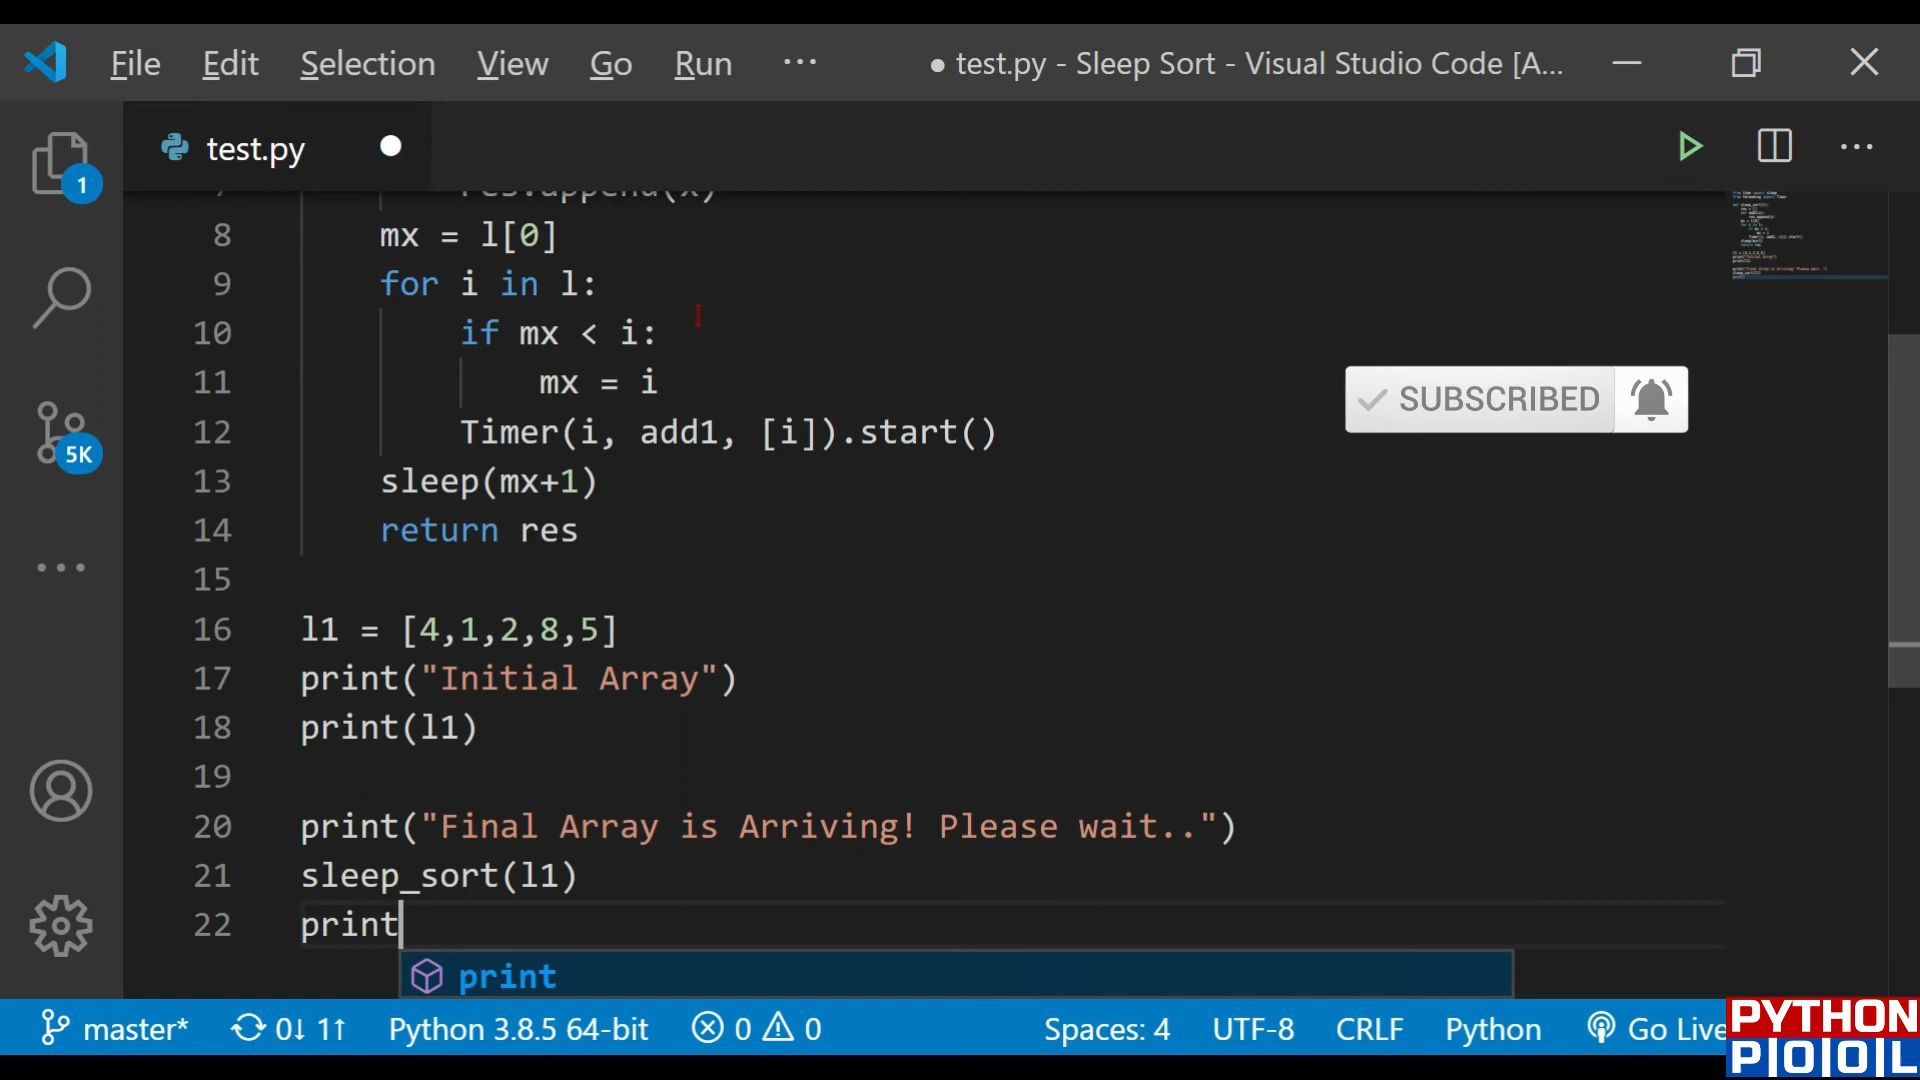 File Edit Selection View Go Run ··· ● test.py - Sleep Sort - Visual Studio Code [A...
test.py
1
5K
res.append(x)
8 mx = l[0]
9 for i in l:
10 if mx < i:
11 mx = i
12 Timer(i, add1, [i]).start()
13 sleep(mx+1)
14 return res
15
16 l1 = [4,1,2,8,5]
17 print("Initial Array")
18 print(l1)
19
20 print("Final Array is Arriving! Please wait..")
21 sleep_sort(l1)
22 print
print
SUBSCRIBED
master* 0↓ 1↑ Python 3.8.5 64-bit 0 0 Spaces: 4 UTF-8 CRLF Python Go Live
PYTHON
P|O|O|L